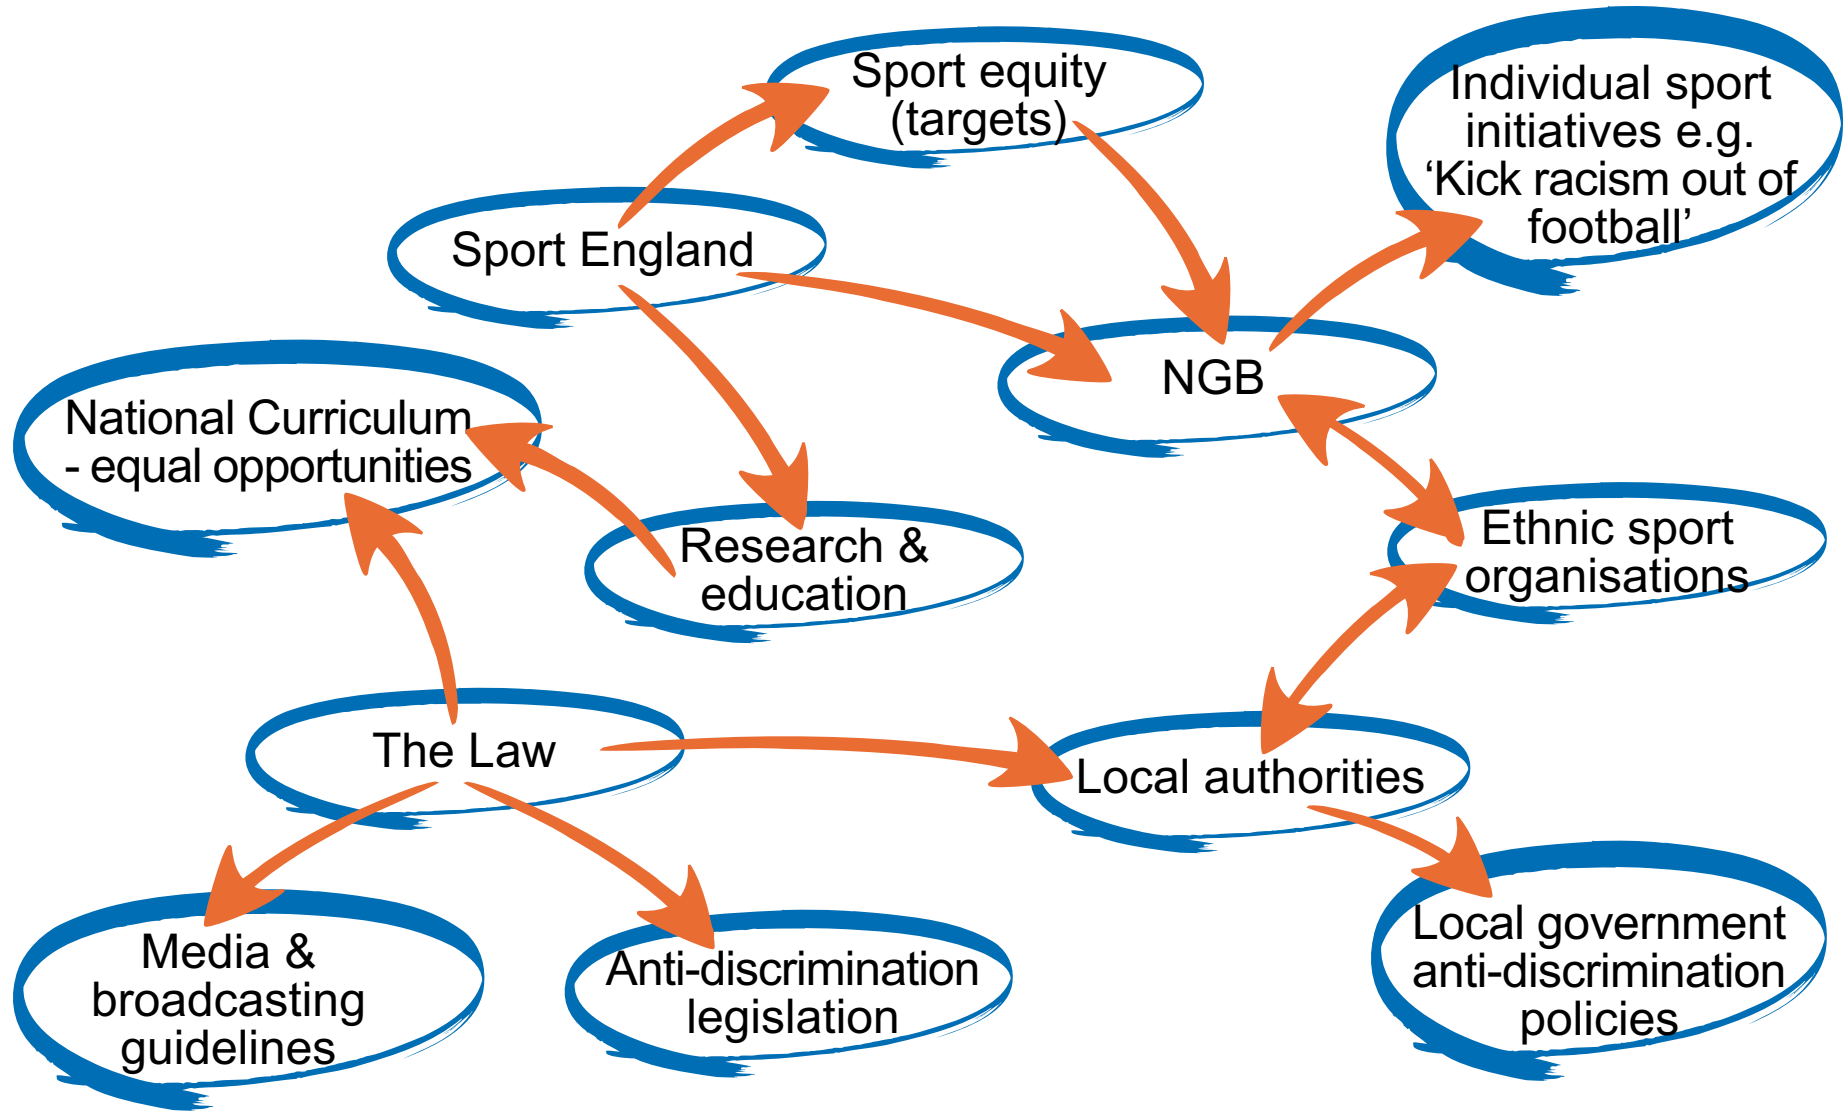 Sport equity
(targets)
Individual sport
initiatives e.g.
‘Kick racism out of
football’
Sport England
NGB
National Curriculum
- equal opportunities
Research &
education
Ethnic sport
organisations
The Law
Local authorities
Media &
broadcasting
guidelines
Anti-discrimination
legislation
Local government
anti-discrimination
policies